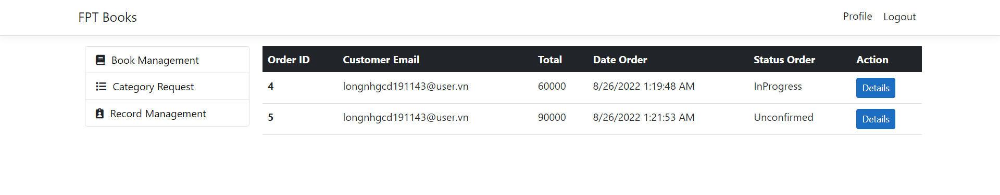 FPT Books
Profile
Logout
Book Management
Category Request
Record Management
Order ID Customer Email Total Date Order Status Order Action
4 longnhgcd191143@user.vn 60000 8/26/2022 1:19:48 AM InProgress Details
5 longnhgcd191143@user.vn 90000 8/26/2022 1:21:53 AM Unconfirmed Details